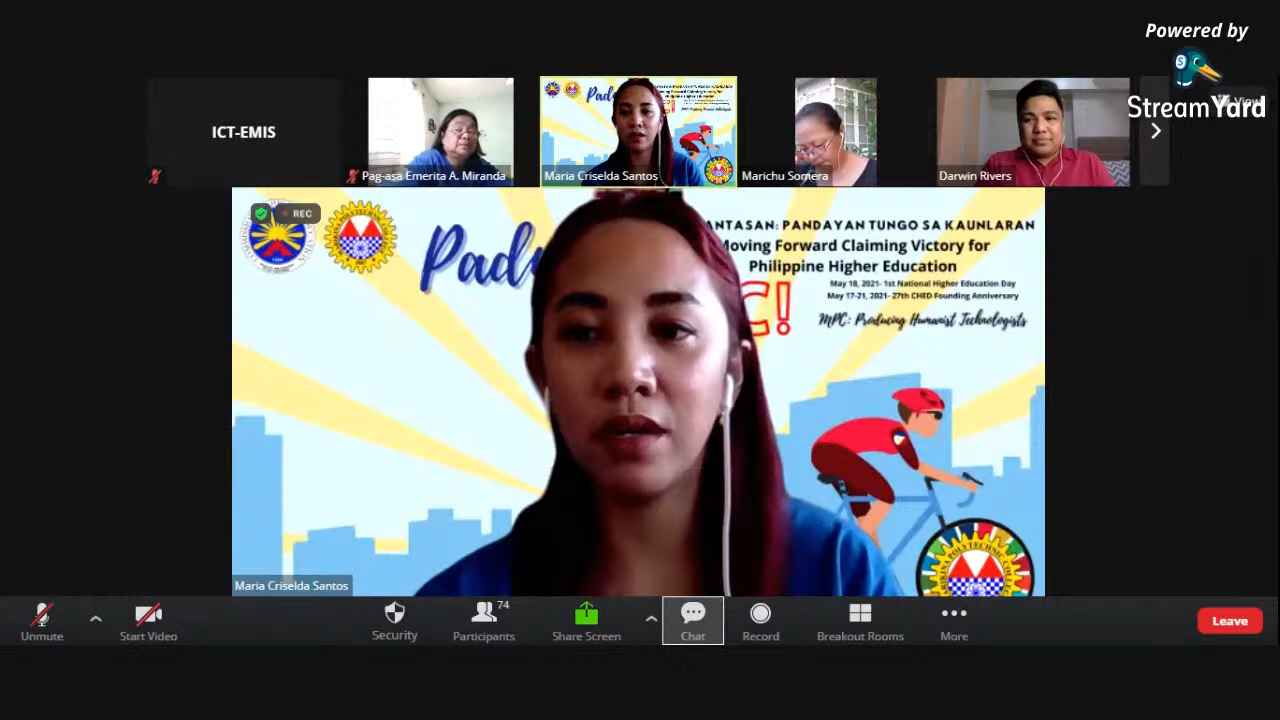 Powered by
StreamYard
View
ICT-EMIS
Pag-asa Emerita A. Miranda
Maria Criselda Santos
Marichu Somera
Darwin Rivers
REC
ANTASAN: PANDAYAN TUNGO SA KAUNLARAN
Moving Forward Claiming Victory for
Philippine Higher Education
May 18, 2021- 1st National Higher Education Day
May 17-21, 2021- 27th CHED Founding Anniversary
MPC: Producing Humanist Technologists
C!
Maria Criselda Santos
Unmute
Start Video
Security
74
Participants
Share Screen
Chat
Record
Breakout Rooms
More
Leave